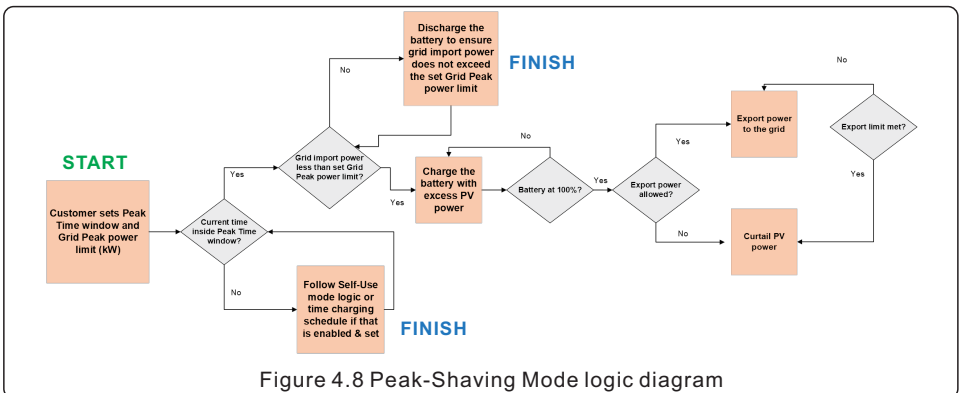 START
Customer sets Peak
Time window and
Grid Peak power
limit (kW)
Current time
inside Peak Time
window?
Yes
No
Follow Self-Use
mode logic or
time charging
schedule if that
is enabled & set
FINISH
Grid import power
less than set Grid
Peak power limit?
No
Discharge the
battery to ensure
grid import power
does not exceed
the set Grid Peak
power limit
FINISH
Yes
Charge the
battery with
excess PV
power
Battery at 100%?
No
Yes
Export power
allowed?
Yes
No
Export power
to the grid
Curtail PV
power
Export limit met?
No
Yes
Figure 4.8 Peak-Shaving Mode logic diagram